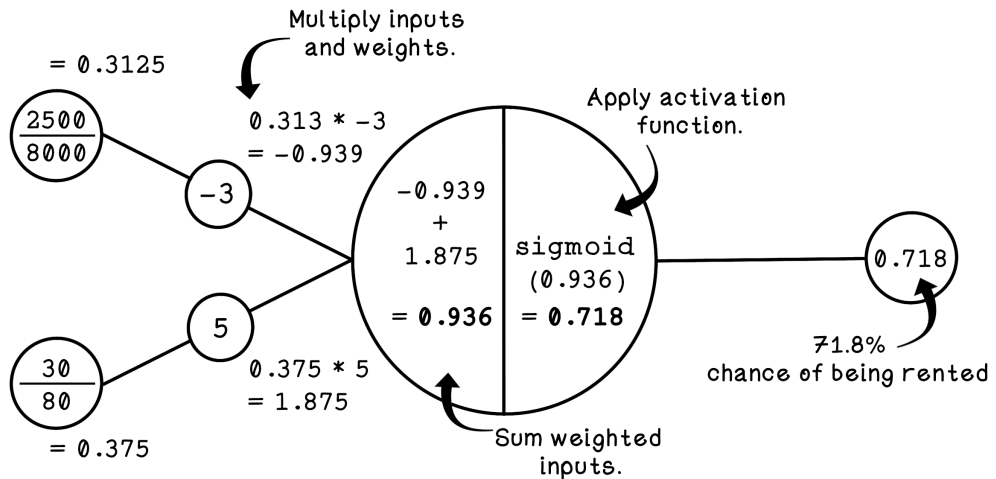 Multiply inputs
and weights.
= 0.3125
2500
8000
0.313 * -3
= -0.939
-3
Apply activation
function.
-0.939
+
1.875
= 0.936
sigmoid
(0.936)
= 0.718
0.718
71.8%
chance of being rented
5
30
80
0.375 * 5
= 1.875
= 0.375
Sum weighted
inputs.